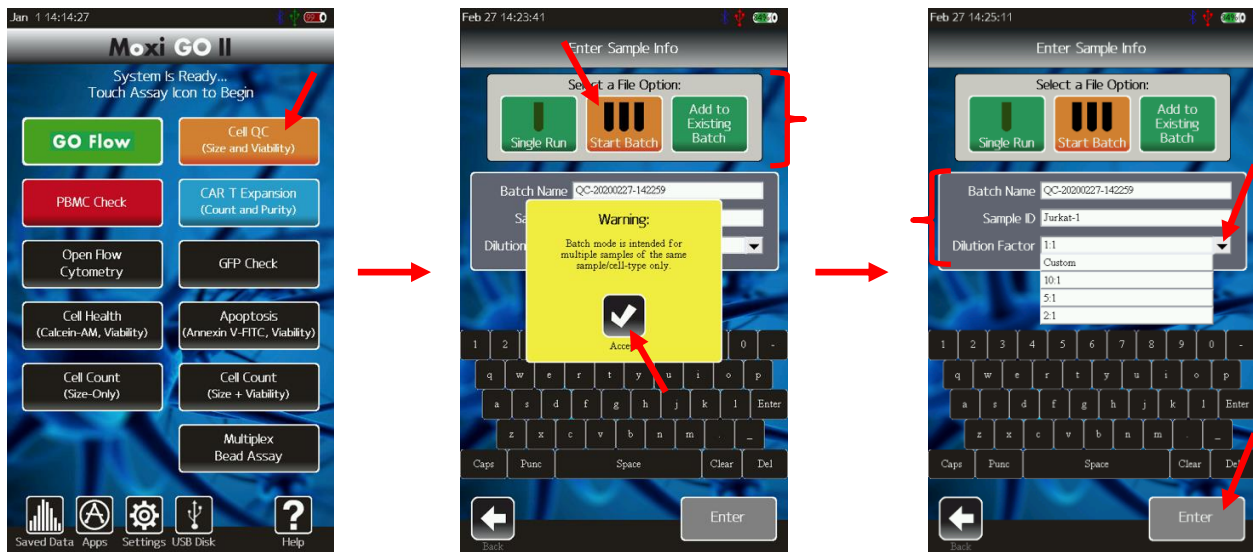 Jan 1 14:14:27
Moxi GO II
System Is Ready...
Touch Assay Icon to Begin
GO Flow
Cell QC
(Size and Viability)
PBMC Check
CAR T Expansion
(Count and Purity)
Open Flow
Cytometry
GFP Check
Cell Health
(Calcein-AM, Viability)
Apoptosis
(Annexin V-FITC, Viability)
Cell Count
(Size-Only)
Cell Count
(Size + Viability)
Multiplex
Bead Assay
Saved Data Apps Settings USB Disk Help
Feb 27 14:23:41
Enter Sample Info
Select a File Option:
Single Run
Start Batch
Add to
Existing
Batch
Batch Name QC-20200227-142259
Dilution
Warning:
Batch mode is intended for
multiple samples of the same
sample/cell-type only.
1 2 0 -
q w e r t y u i o p
a s d f g h j k l Enter
z x c v b n m . _
Caps Punc Space Clear Del
Back
Enter
Feb 27 14:25:11
Enter Sample Info
Select a File Option:
Single Run
Start Batch
Add to
Existing
Batch
Batch Name QC-20200227-142259
Sample ID Jurkat-1
Dilution Factor 1:1
Custom
10:1
5:1
2:1
1 2 3 4 5 6 7 8 9 0 -
q w e r t y u i o p
a s d f g h j k l Enter
z x c v b n m . _
Caps Punc Space Clear Del
Back
Enter